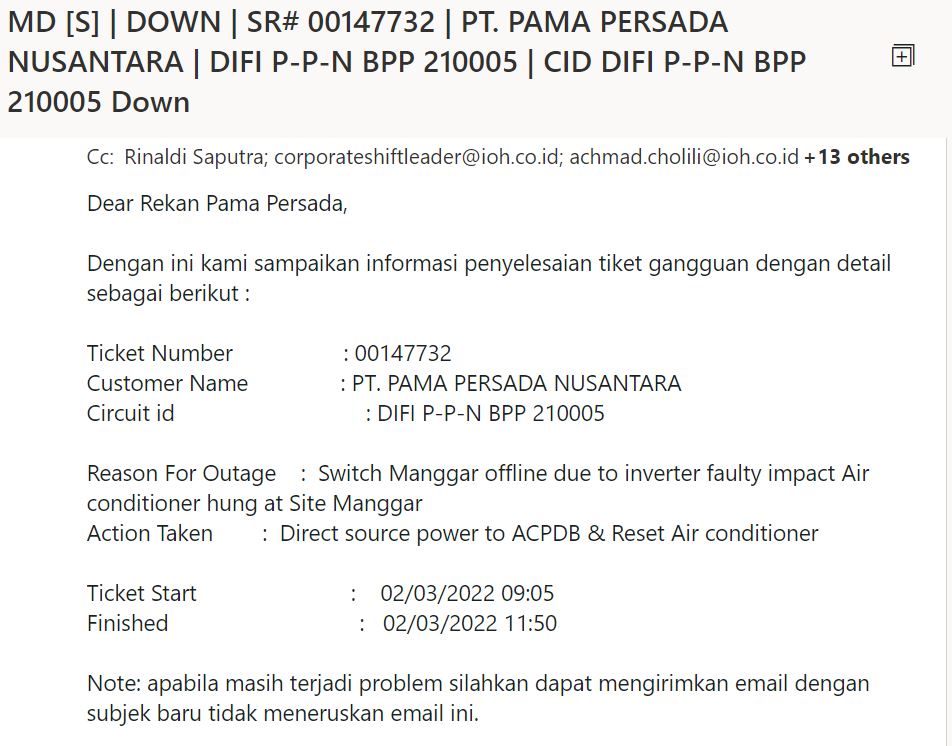 MD [S] | DOWN | SR# 00147732 | PT. PAMA PERSADA
NUSANTARA | DIFI P-P-N BPP 210005 | CID DIFI P-P-N BPP
210005 Down
Cc: Rinaldi Saputra; corporateshiftleader@ioh.co.id; achmad.cholili@ioh.co.id +13 others
Dear Rekan Pama Persada,
Dengan ini kami sampaikan informasi penyelesaian tiket gangguan dengan detail
sebagai berikut :
Ticket Number : 00147732
Customer Name : PT. PAMA PERSADA NUSANTARA
Circuit id : DIFI P-P-N BPP 210005
Reason For Outage : Switch Manggar offline due to inverter faulty impact Air
conditioner hung at Site Manggar
Action Taken : Direct source power to ACPDB & Reset Air conditioner
Ticket Start : 02/03/2022 09:05
Finished : 02/03/2022 11:50
Note: apabila masih terjadi problem silahkan dapat mengirimkan email dengan
subjek baru tidak meneruskan email ini.